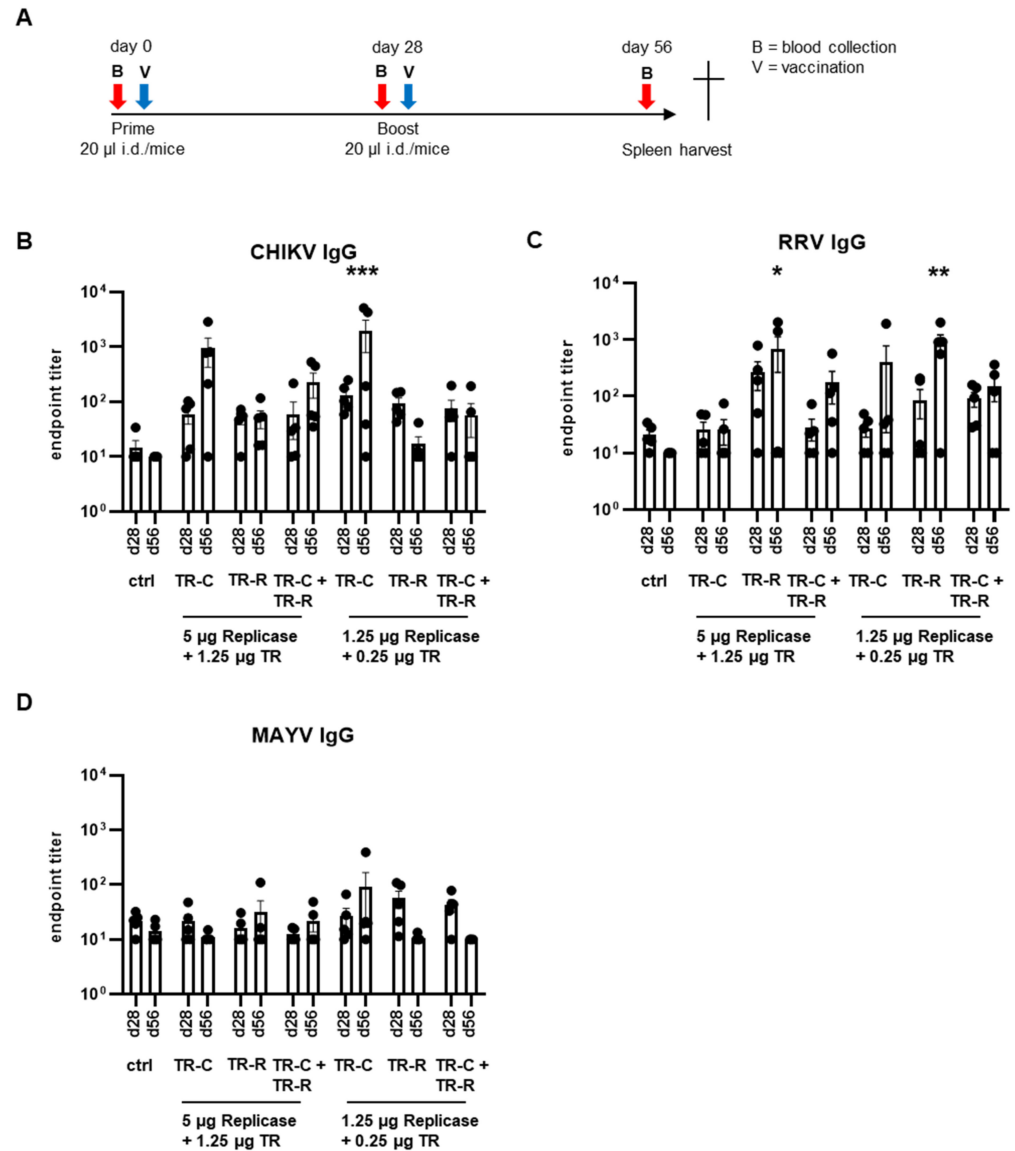 A
day 0
day 28
day 56
B = blood collection
V = vaccination
B V
B V
B
Prime
20 µl i.d./mice
Boost
20 µl i.d./mice
Spleen harvest
B
CHIKV IgG
***
endpoint titer
10⁴
10³
10²
10¹
10⁰
d28 d56 d28 d56 d28 d56 d28 d56 d28 d56 d28 d56 d28 d56
ctrl TR-C TR-R TR-C + TR-C TR-R TR-C +
TR-R TR-R
5 µg Replicase
+ 1.25 µg TR
1.25 µg Replicase
+ 0.25 µg TR
C
RRV IgG
* **
endpoint titer
10⁴
10³
10²
10¹
10⁰
d28 d56 d28 d56 d28 d56 d28 d56 d28 d56 d28 d56 d28 d56
ctrl TR-C TR-R TR-C + TR-C TR-R TR-C +
TR-R TR-R
5 µg Replicase
+ 1.25 µg TR
1.25 µg Replicase
+ 0.25 µg TR
D
MAYV IgG
endpoint titer
10⁴
10³
10²
10¹
10⁰
d28 d56 d28 d56 d28 d56 d28 d56 d28 d56 d28 d56 d28 d56
ctrl TR-C TR-R TR-C + TR-C TR-R TR-C +
TR-R TR-R
5 µg Replicase
+ 1.25 µg TR
1.25 µg Replicase
+ 0.25 µg TR